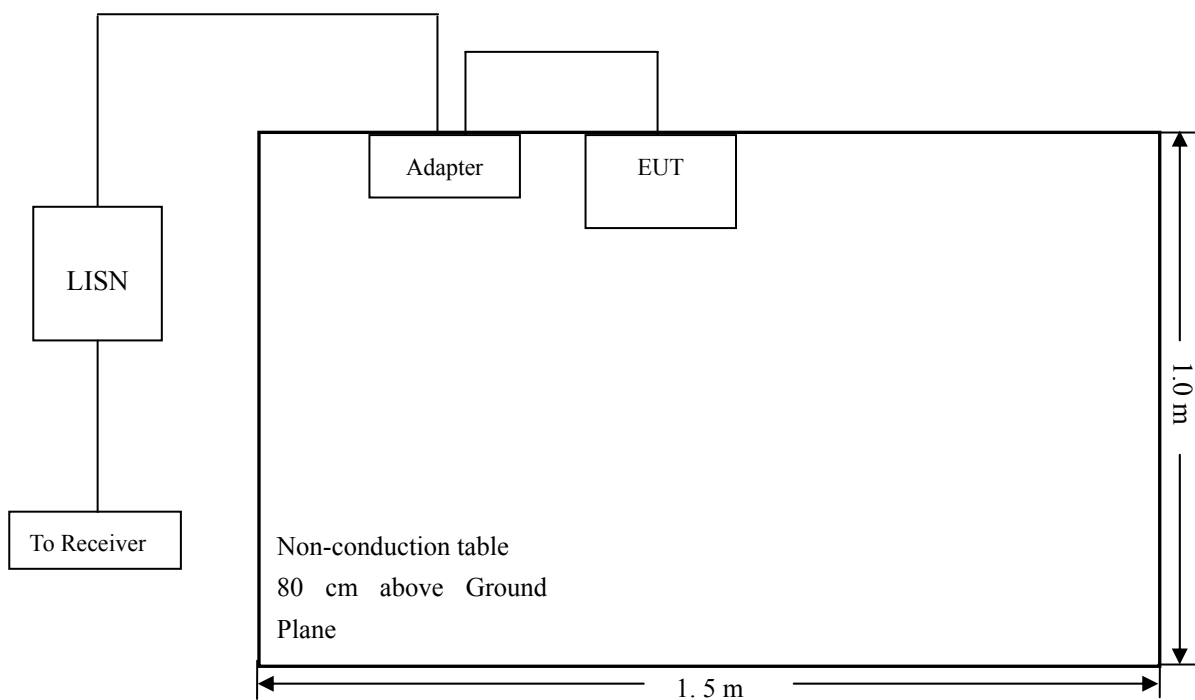 Adapter
EUT
LISN
To Receiver
Non-conduction table
80 cm above Ground
Plane
1.0 m
1. 5 m